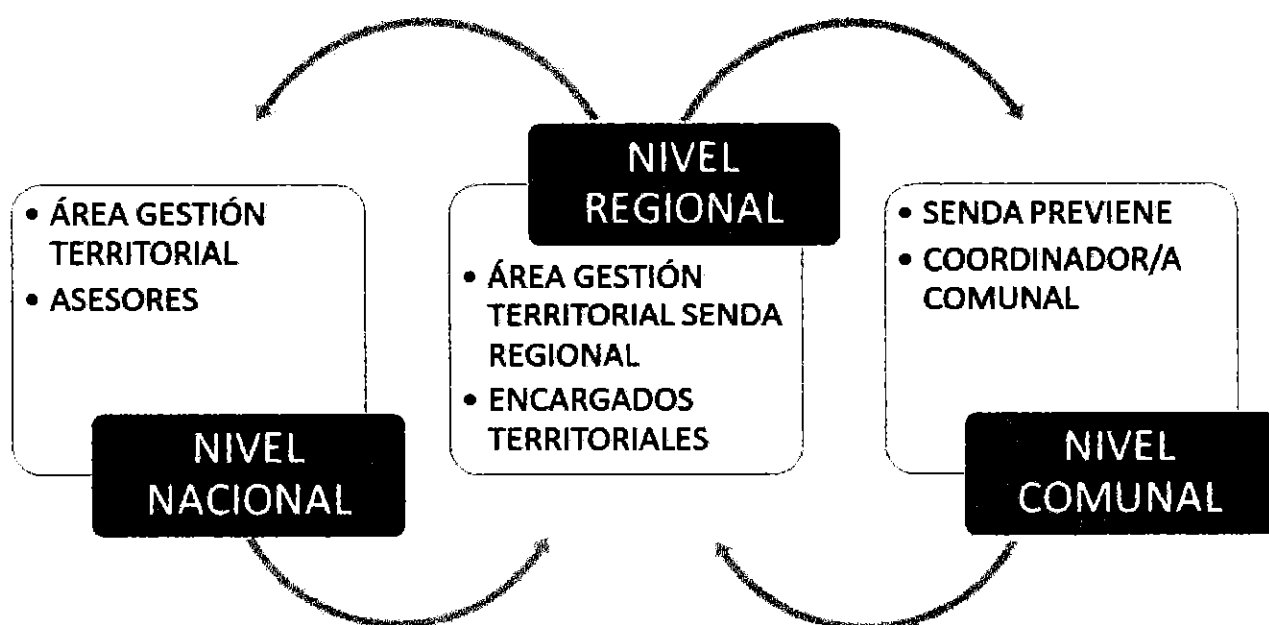 • ÁREA GESTIÓN
TERRITORIAL
• ASESORES
NIVEL
NACIONAL
NIVEL
REGIONAL
• ÁREA GESTIÓN
TERRITORIAL SENDA
REGIONAL
• ENCARGADOS
TERRITORIALES
• SENDA PREVIENE
• COORDINADOR/A
COMUNAL
NIVEL
COMUNAL